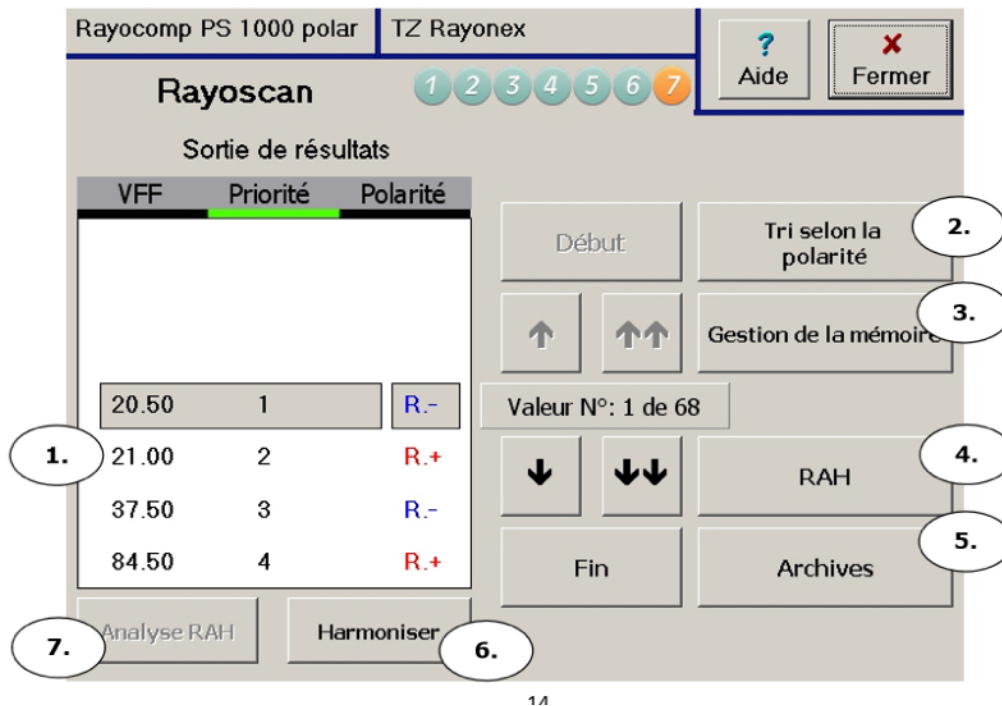 Rayocomp PS 1000 polar
TZ Rayonex
? Aide
x Fermer
Rayoscan
1 2 3 4 5 6 7
Sortie de résultats
VFF Priorité Polarité
Début
Tri selon la
polarité
2.
↑ ↑↑
Gestion de la mémoire
3.
20.50 1 R.-
Valeur N°: 1 de 68
1.
21.00 2 R.+
37.50 3 R.-
84.50 4 R.+
↓ ↓↓
RAH
4.
Fin
Archives
5.
Analyse RAH
7.
Harmoniser
6.
14